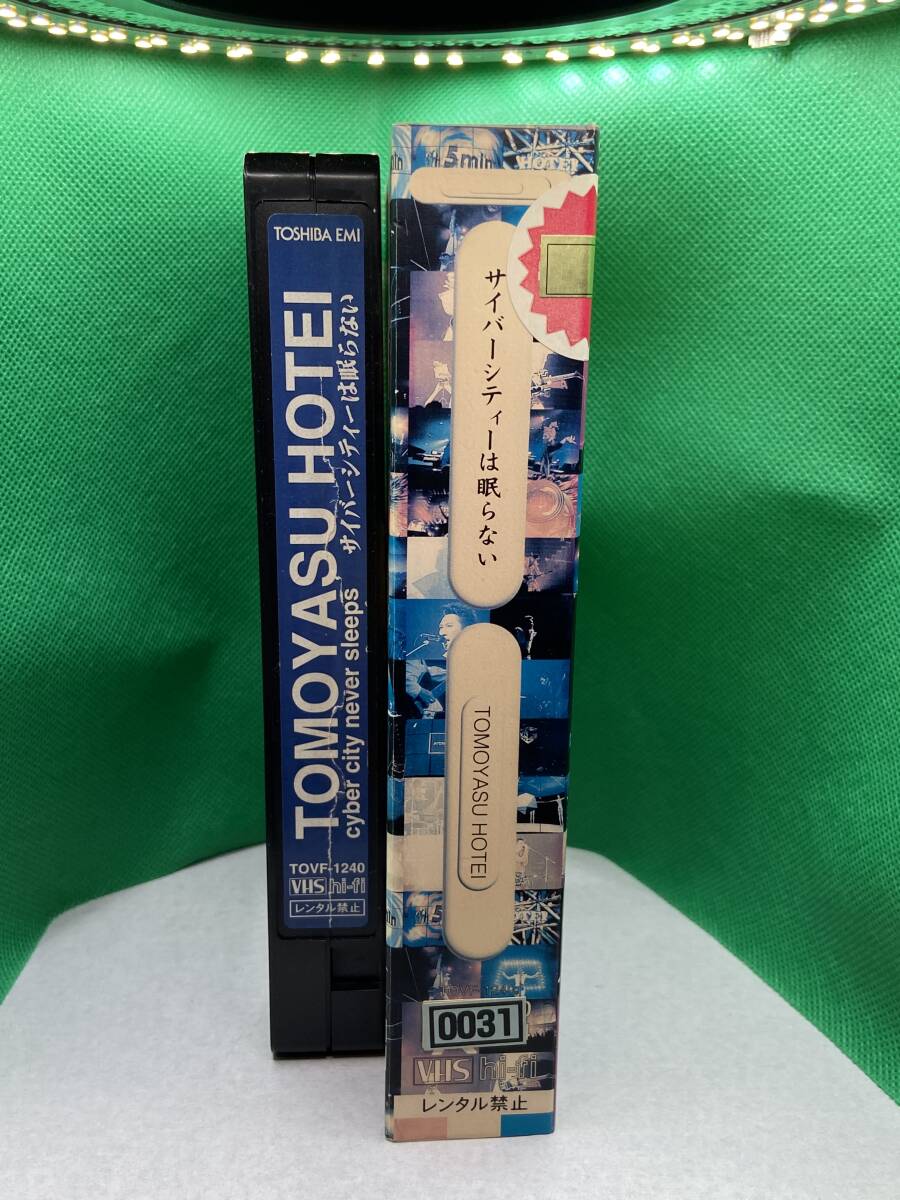 TOSHIBA EMI
TOMOYASU HOTEI
cyber city never sleeps
サイバーシティーは眠らない
TOVF-1240
VHS hi-fi
レンタル禁止
5min
HOTEI
サイバーシティーは眠らない
TOMOYASU HOTEI
HOTEI
0031
VHS hi-fi
レンタル禁止